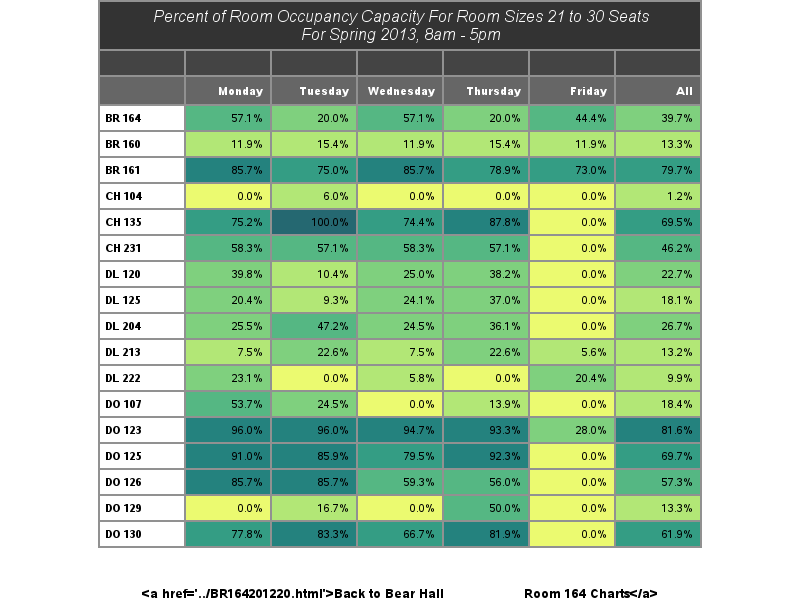 Percent of Room Occupancy Capacity For Room Sizes 21 to 30 Seats
For Spring 2013, 8am - 5pm
Monday Tuesday Wednesday Thursday Friday All
BR 164 57.1% 20.0% 57.1% 20.0% 44.4% 39.7%
BR 160 11.9% 15.4% 11.9% 15.4% 11.9% 13.3%
BR 161 85.7% 75.0% 85.7% 78.9% 73.0% 79.7%
CH 104 0.0% 6.0% 0.0% 0.0% 0.0% 1.2%
CH 135 75.2% 100.0% 74.4% 87.8% 0.0% 69.5%
CH 231 58.3% 57.1% 58.3% 57.1% 0.0% 46.2%
DL 120 39.8% 10.4% 25.0% 38.2% 0.0% 22.7%
DL 125 20.4% 9.3% 24.1% 37.0% 0.0% 18.1%
DL 204 25.5% 47.2% 24.5% 36.1% 0.0% 26.7%
DL 213 7.5% 22.6% 7.5% 22.6% 5.6% 13.2%
DL 222 23.1% 0.0% 5.8% 0.0% 20.4% 9.9%
DO 107 53.7% 24.5% 0.0% 13.9% 0.0% 18.4%
DO 123 96.0% 96.0% 94.7% 93.3% 28.0% 81.6%
DO 125 91.0% 85.9% 79.5% 92.3% 0.0% 69.7%
DO 126 85.7% 85.7% 59.3% 56.0% 0.0% 57.3%
DO 129 0.0% 16.7% 0.0% 50.0% 0.0% 13.3%
DO 130 77.8% 83.3% 66.7% 81.9% 0.0% 61.9%
<a href='../BR164201220.html'>Back to Bear Hall Room 164 Charts</a>